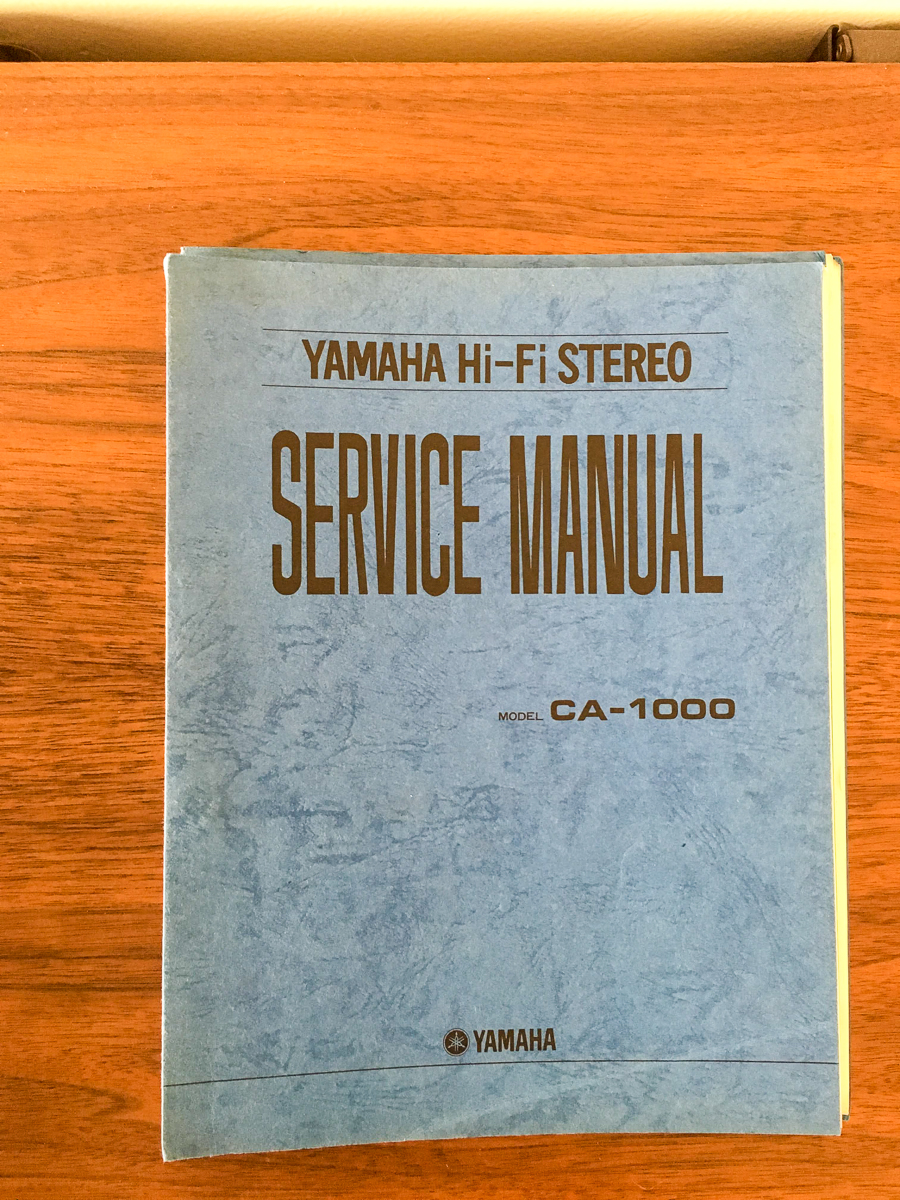 YAMAHA Hi-Fi STEREO
SERVICE MANUAL
MODEL CA-1000
YAMAHA